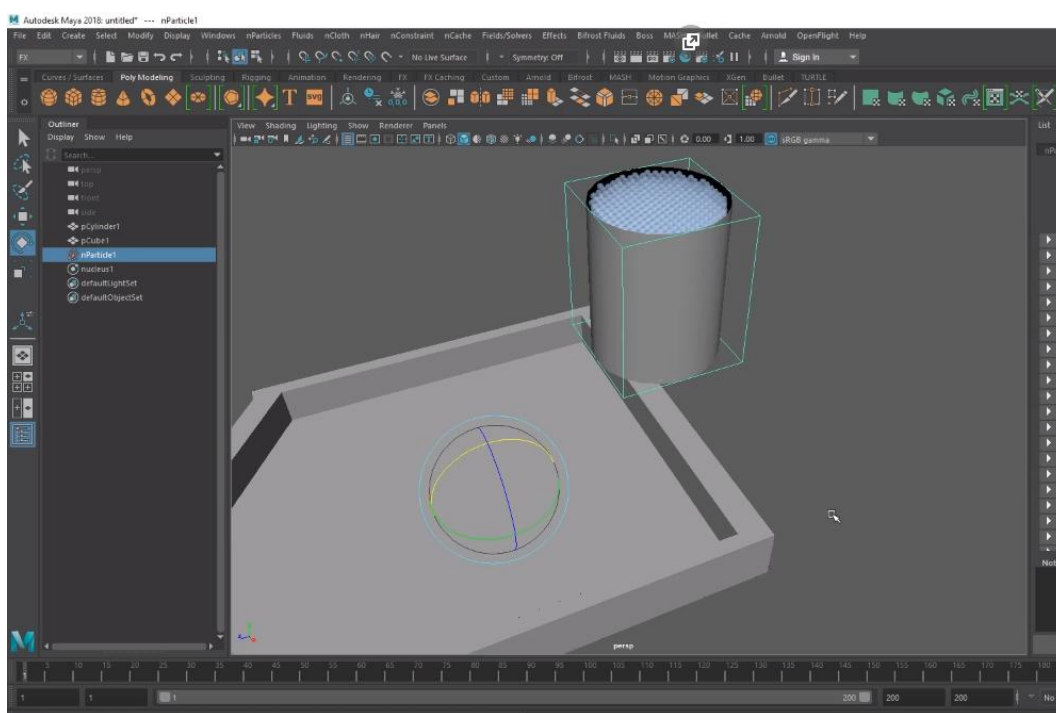 Autodesk Maya 2018: untitled* --- nParticle1
File Edit Create Select Modify Display Windows nParticles Fluids nCloth nHair nConstraint nCache Fields/Solvers Effects Bifrost Fluids Boss Bullet Cache Arnold OpenFlight Help
FX No Live Surface Symmetry: Off Sign In
Curves / Surfaces Poly Modeling Sculpting Rigging Animation Rendering FX FX Caching Custom Arnold Bifrost MASH Motion Graphics XGen Bullet TURTLE
T SVG
Outliner
Display Show Help
Search...
persp
top
front
side
pCylinder1
pCube1
nParticle1
nucleus1
defaultLightSet
defaultObjectSet
View Shading Lighting Show Renderer Panels
0.00 1.00 sRGB gamma
List
persp
Not
5 10 15 20 25 30 35 40 45 50 55 60 65 70 75 80 85 90 95 100 105 110 115 120 125 130 135 140 145 150 155 160 165 170 175 180
1 1 1 200 200 200 No